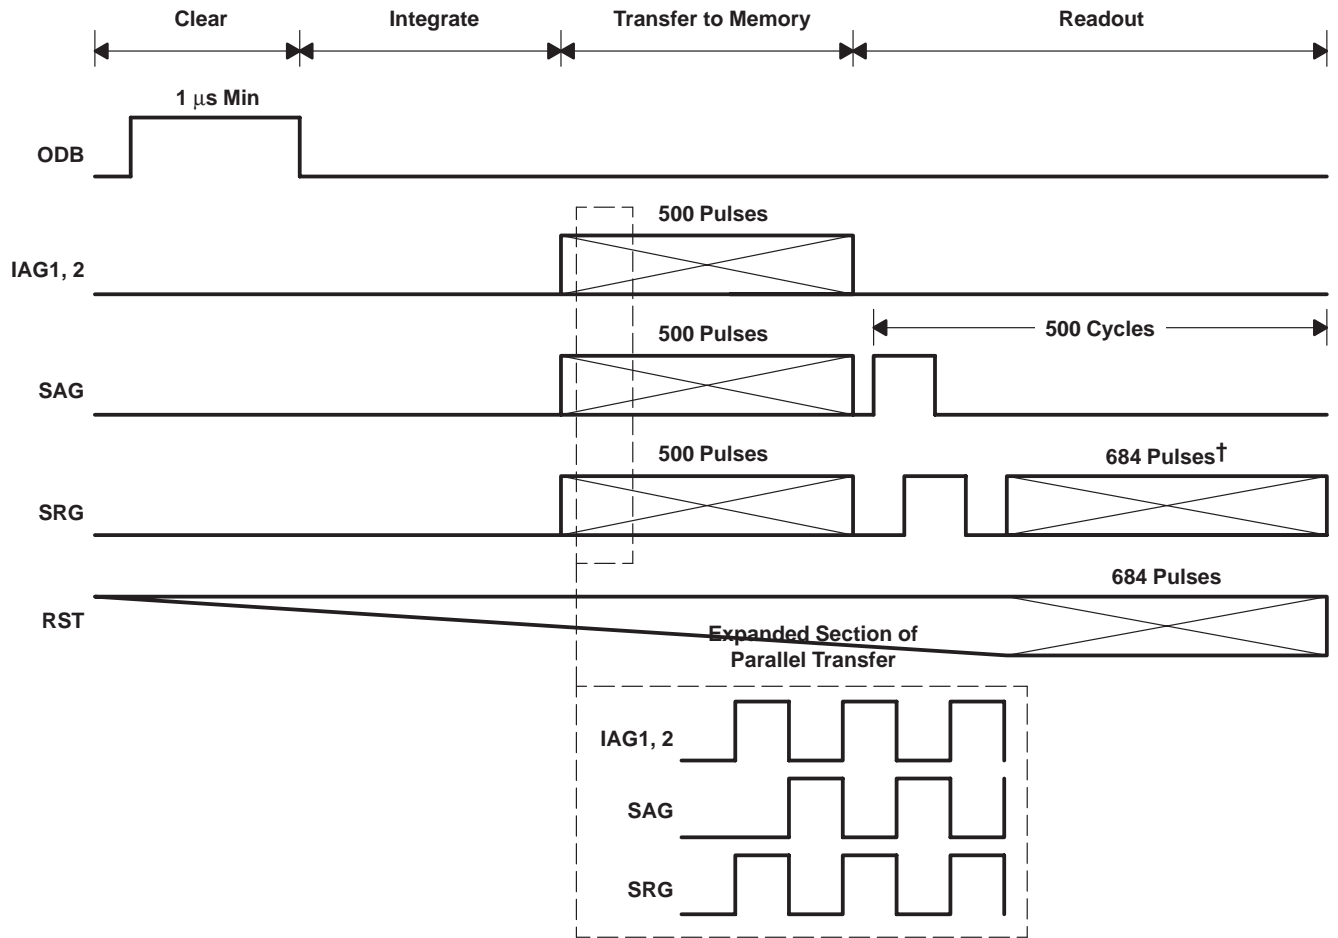 Clear Integrate Transfer to Memory Readout
1 μs Min
ODB
500 Pulses
IAG1, 2
500 Cycles
500 Pulses
SAG
500 Pulses 684 Pulses†
SRG
684 Pulses
RST
Expanded Section of
Parallel Transfer
IAG1, 2
SAG
SRG